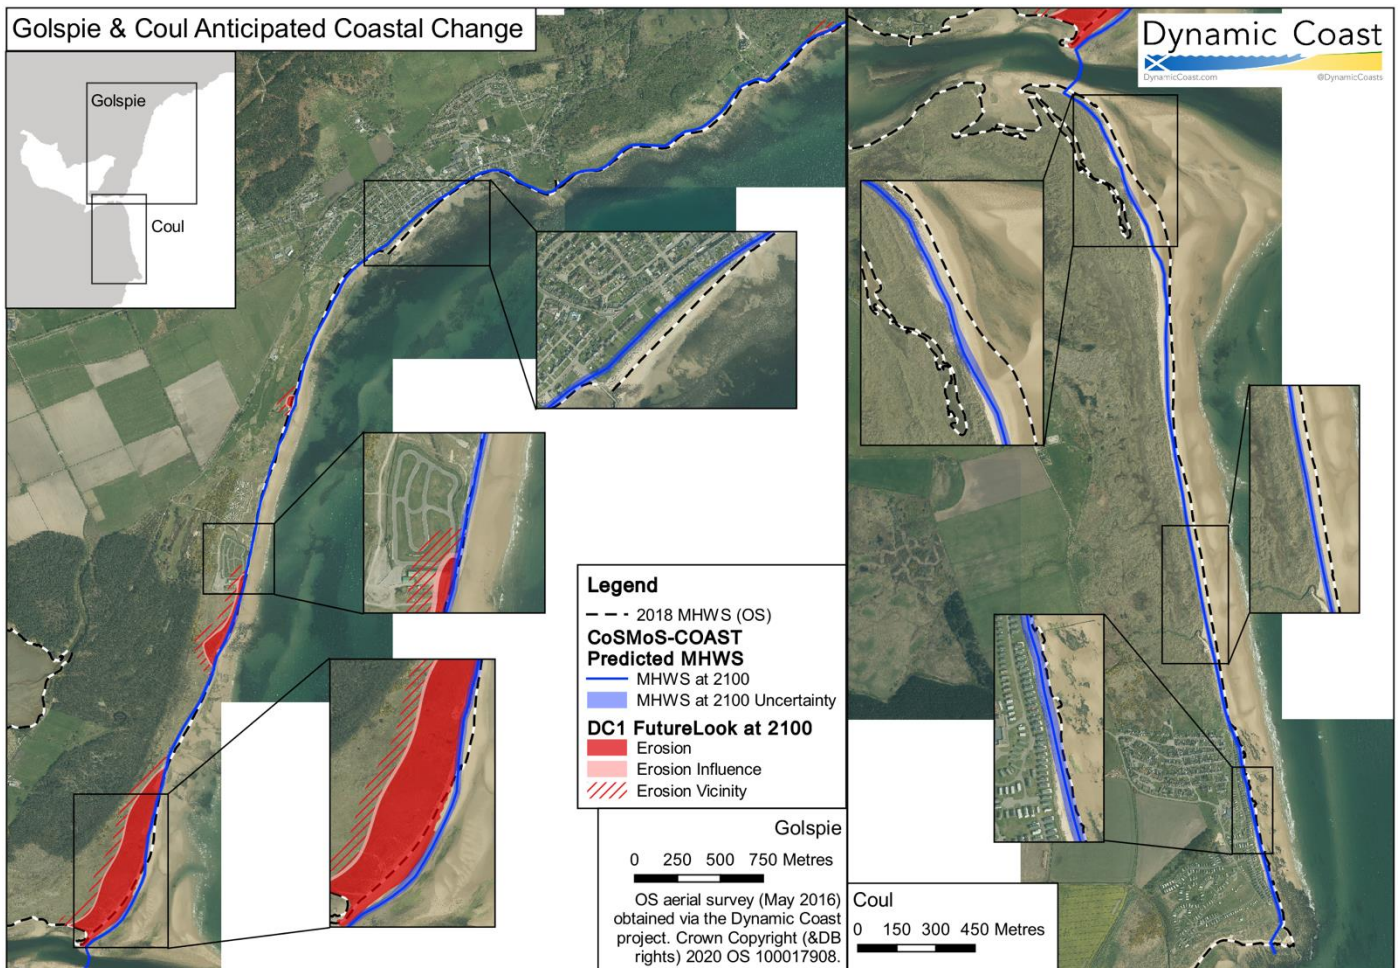 Golspie & Coul Anticipated Coastal Change
Golspie
Coul
Dynamic Coast
DynamicCoast.com
@DynamicCoasts
Legend
2018 MHWS (OS)
CoSMoS-COAST
Predicted MHWS
MHWS at 2100
MHWS at 2100 Uncertainty
DC1 FutureLook at 2100
Erosion
Erosion Influence
Erosion Vicinity
Golspie
0 250 500 750 Metres
OS aerial survey (May 2016)
obtained via the Dynamic Coast
project. Crown Copyright (&DB
rights) 2020 OS 100017908.
Coul
0 150 300 450 Metres